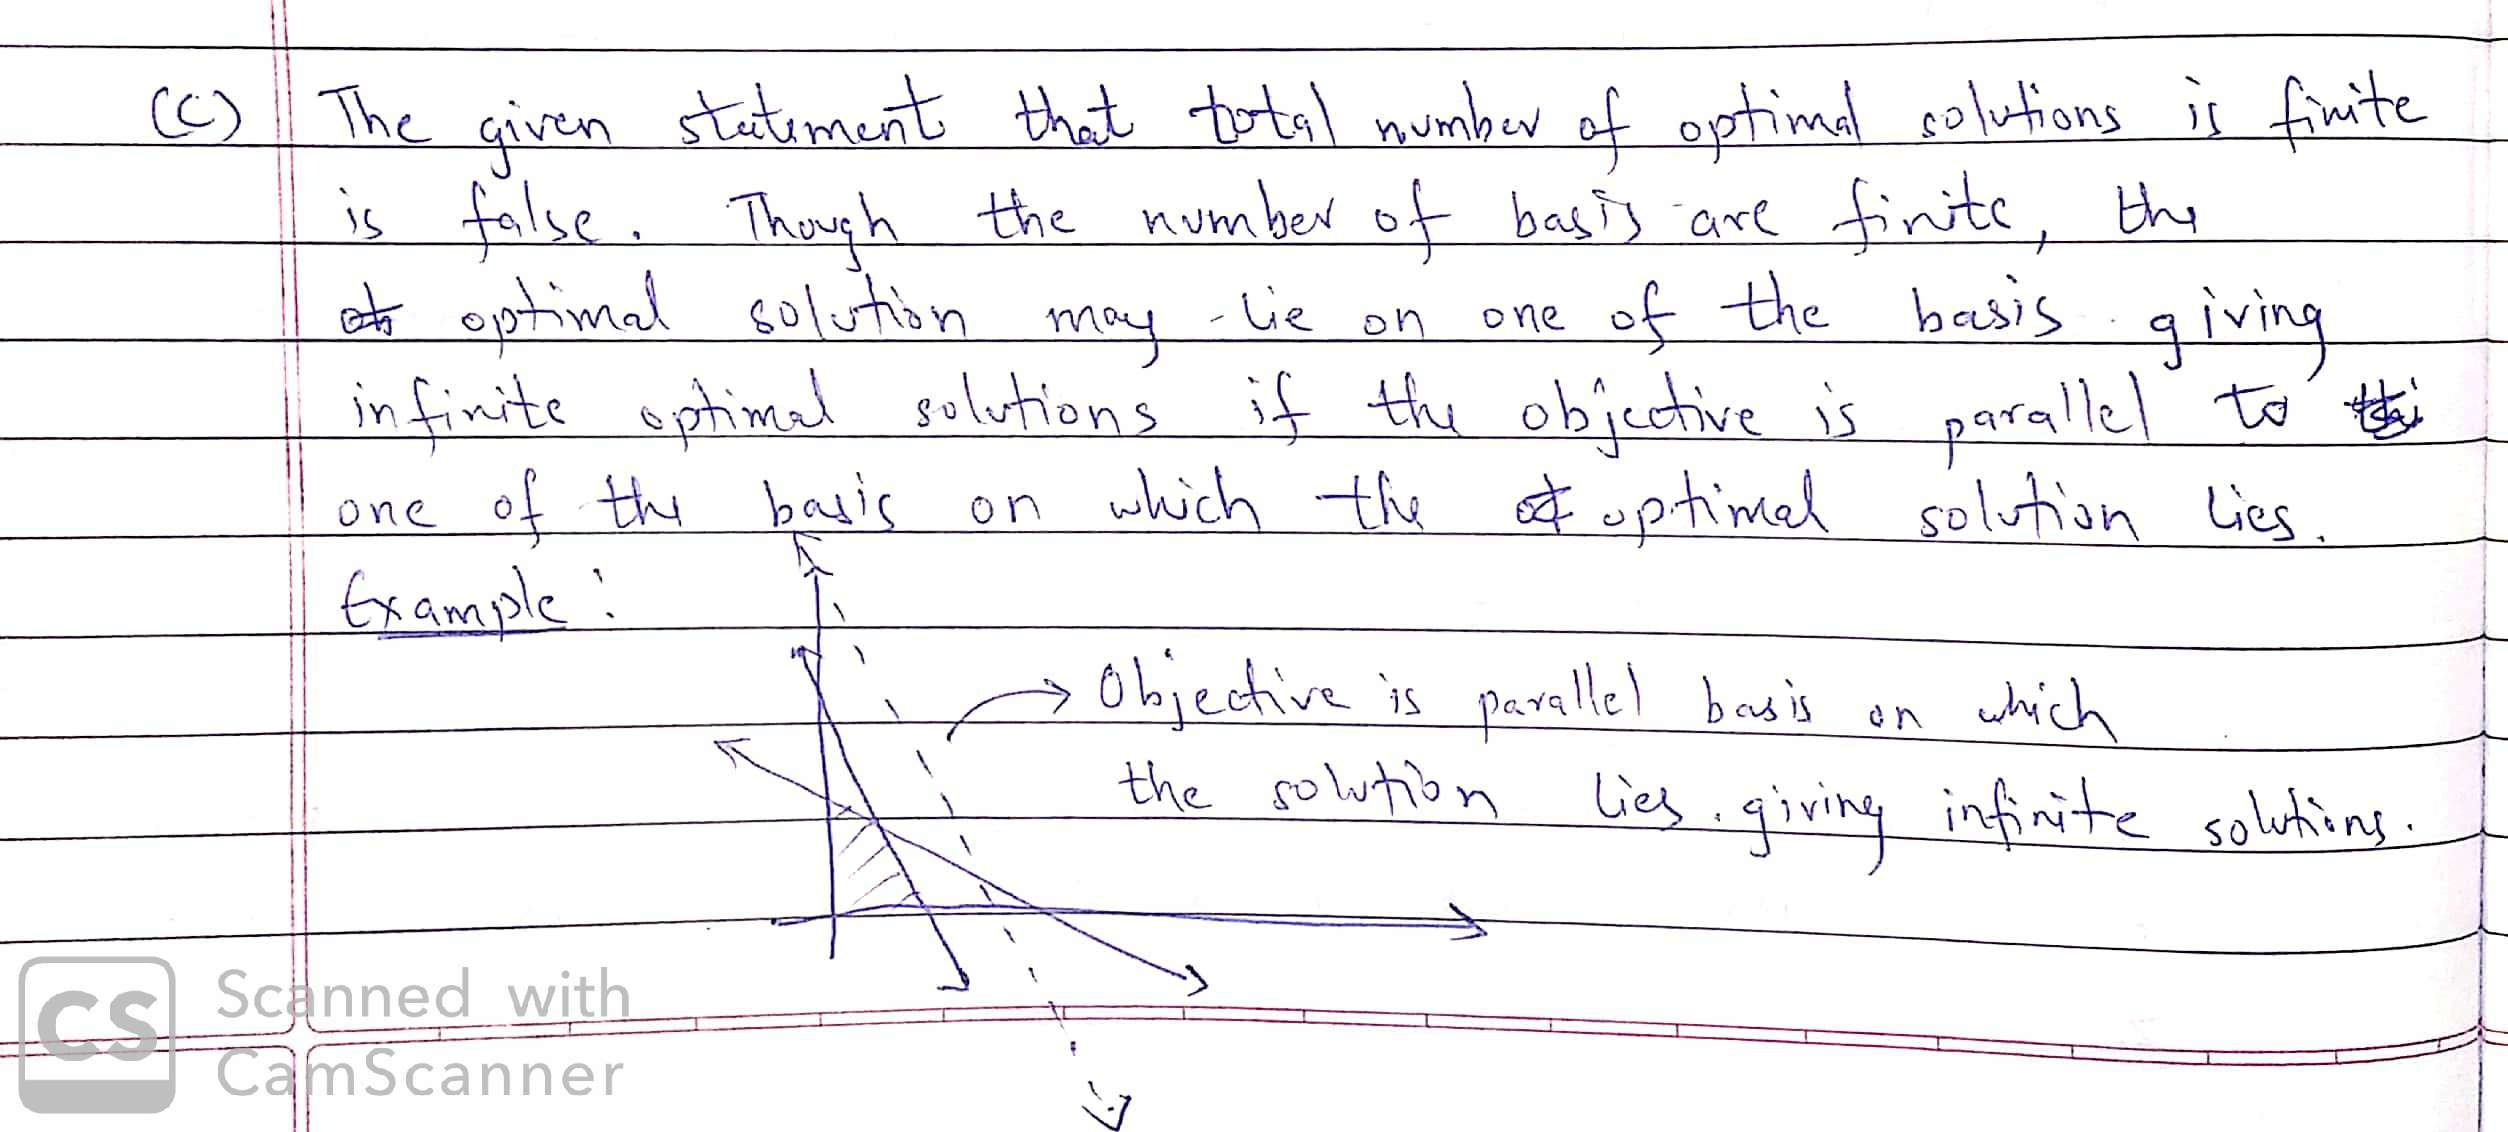 (c) The given statement that total number of optimal solutions is finite
is false. Though the number of basis are finite, the
optimal solution may lie on one of the basis giving
infinite optimal solutions if the objective is parallel to
one of the basis on which the optimal solution lies.
Example:
Objective is parallel basis on which
the solution lies. giving infinite solutions.
CS Scanned with
CamScanner